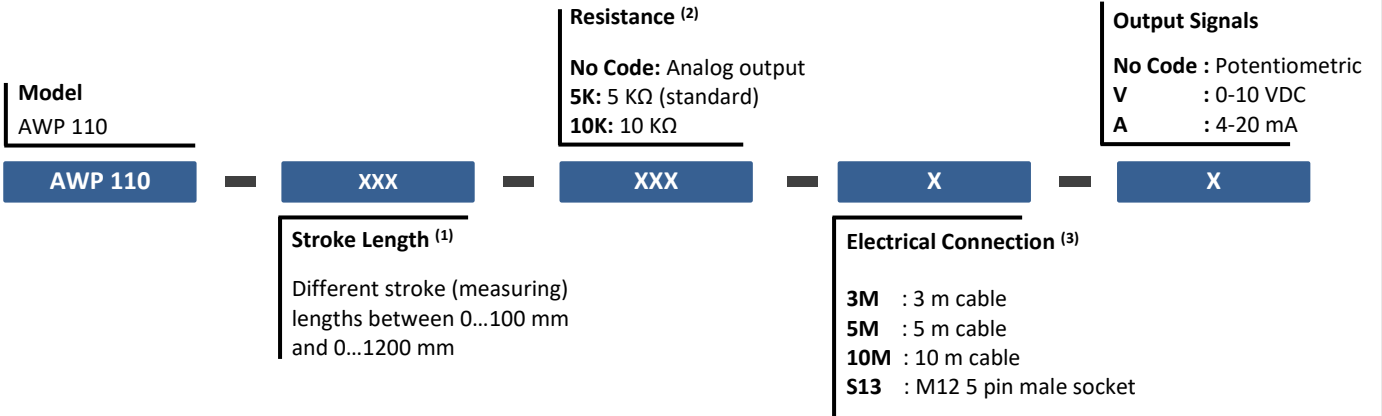 Model
AWP 110
Resistance (2)
No Code: Analog output
5K: 5 KΩ (standard)
10K: 10 KΩ
Output Signals
No Code : Potentiometric
V : 0-10 VDC
A : 4-20 mA
AWP 110 - XXX - XXX - X - X
Stroke Length (1)
Different stroke (measuring)
lengths between 0...100 mm
and 0...1200 mm
Electrical Connection (3)
3M : 3 m cable
5M : 5 m cable
10M : 10 m cable
S13 : M12 5 pin male socket